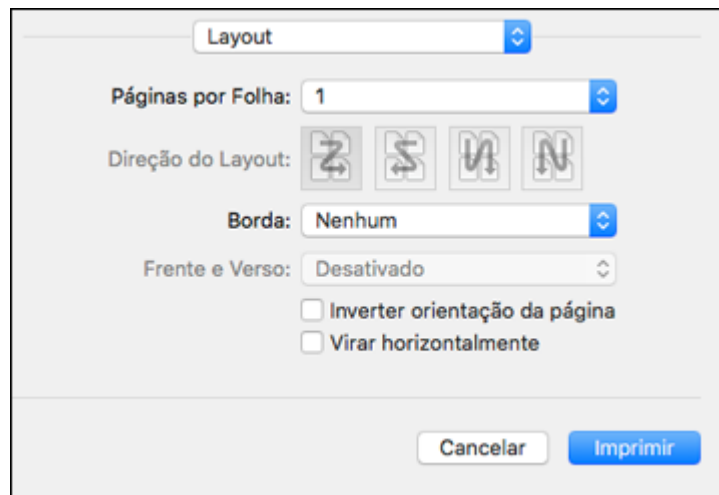 Layout
Páginas por Folha: 1
Direção do Layout:
Borda: Nenhum
Frente e Verso: Desativado
Inverter orientação da página
Virar horizontalmente
Cancelar Imprimir